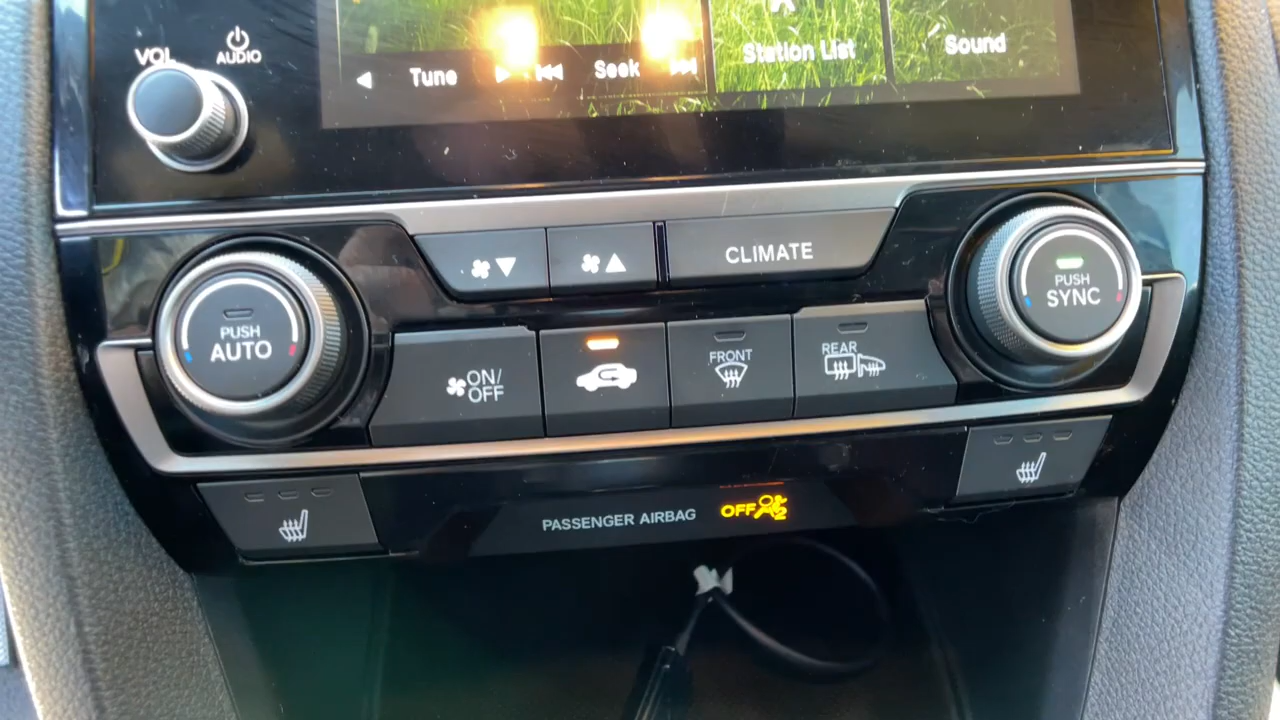 VOL
AUDIO
Tune
Seek
Station List
Sound
CLIMATE
PUSH
AUTO
PUSH
SYNC
ON/
OFF
FRONT
REAR
PASSENGER AIRBAG
OFF
2